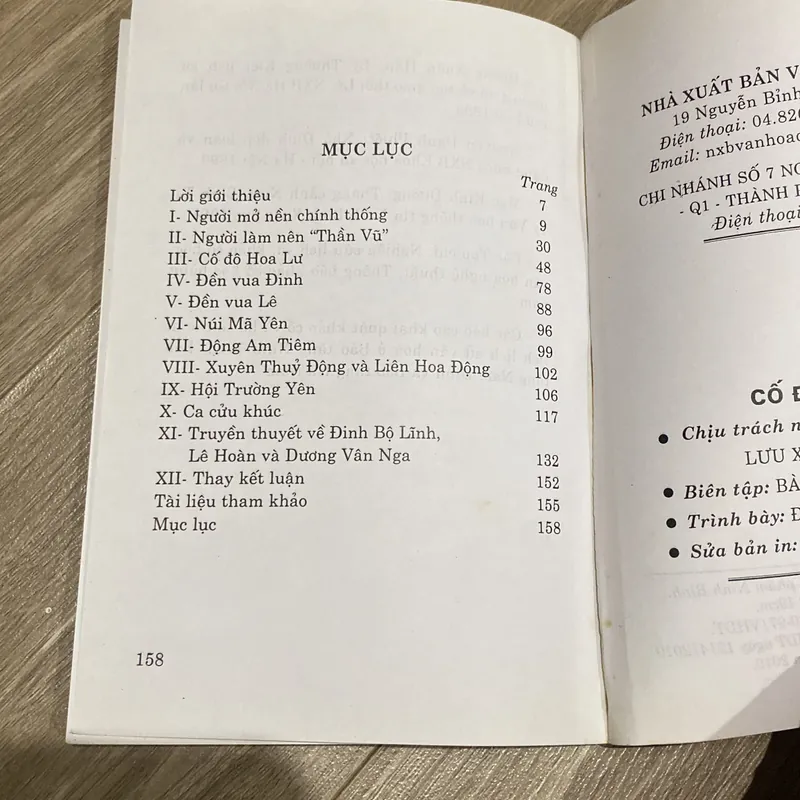 MỤC LỤC
Trang
Lời giới thiệu 7
I- Người mở nền chính thống 9
II- Người làm nên “Thần Vũ” 30
III- Cố đô Hoa Lư 48
IV- Đền vua Đinh 78
V- Đền vua Lê 88
VI- Núi Mã Yên 96
VII- Động Am Tiêm 99
VIII- Xuyên Thuỷ Động và Liên Hoa Động 102
IX- Hội Trường Yên 106
X- Ca cửu khúc 117
XI- Truyền thuyết về Đinh Bộ Lĩnh,
Lê Hoàn và Dương Vân Nga 132
XII- Thay kết luận 152
Tài liệu tham khảo 155
Mục lục 158
158
NHÀ XUẤT BẢN V
19 Nguyễn Bỉnh
Điện thoại: 04.820
Email: nxbvanhoad
CHI NHÁNH SỐ 7 NG
- Q1 - THÀNH P
Điện thoại
CỐ Đ
● Chịu trách n
LƯU X
● Biên tập: BÀ
● Trình bày: Đ
● Sửa bản in: